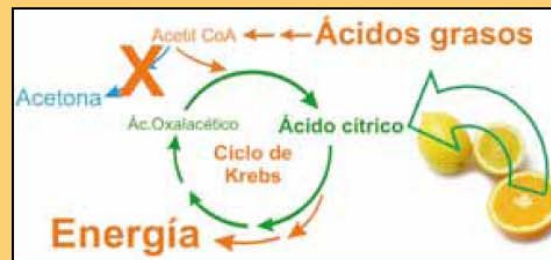 Acetil CoA
Ácidos grasos
Acetona
Ác.Oxalacético
Ácido cítrico
Ciclo de
Krebs
Energía